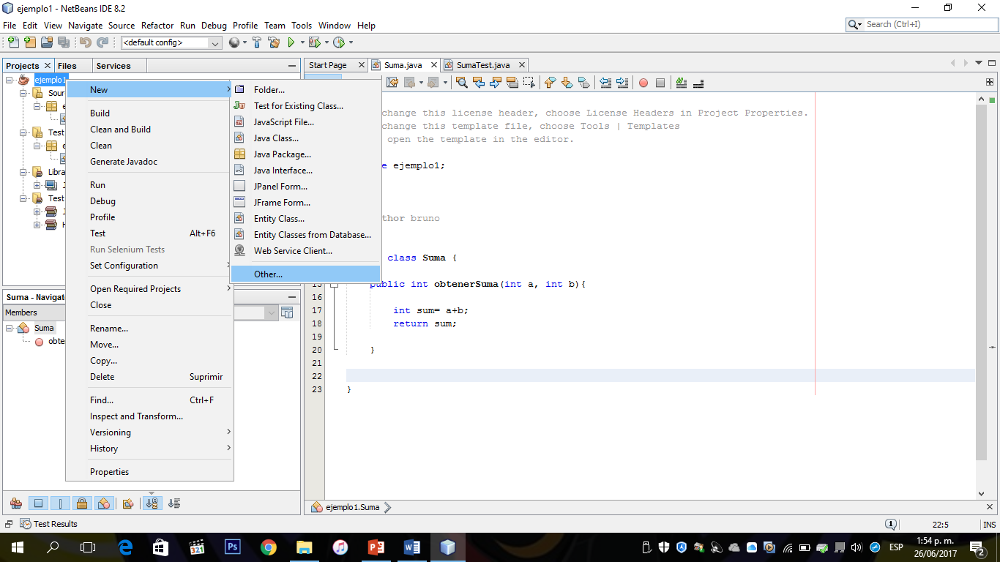 ejemplo1 - NetBeans IDE 8.2
File Edit View Navigate Source Refactor Run Debug Profile Team Tools Window Help
Search (Ctrl+I)
<default config>
Projects Files Services
Start Page Suma.java SumaTest.java
ejemplo1
Sour
e
Test
e
Libra
J
Test
J
H
New
Build
Clean and Build
Clean
Generate Javadoc
Run
Debug
Profile
Test Alt+F6
Run Selenium Tests
Set Configuration
Open Required Projects
Close
Rename...
Move...
Copy...
Delete Suprimir
Find... Ctrl+F
Inspect and Transform...
Versioning
History
Properties
Folder...
Test for Existing Class...
JavaScript File...
Java Class...
Java Package...
Java Interface...
JPanel Form...
JFrame Form...
Entity Class...
Entity Classes from Database...
Web Service Client...
Other...
change this license header, choose License Headers in Project Properties.
change this template file, choose Tools | Templates
open the template in the editor.
e ejemplo1;
thor bruno
class Suma {
15 public int obtenerSuma(int a, int b){
16
17 int sum= a+b;
18 return sum;
19
20 }
21
22
23 }
Suma - Navigat
Members
Suma
obte
ejemplo1.Suma
Test Results
1
22:5
INS
321
Ps
ESP
1:54 p. m.
26/06/2017
2